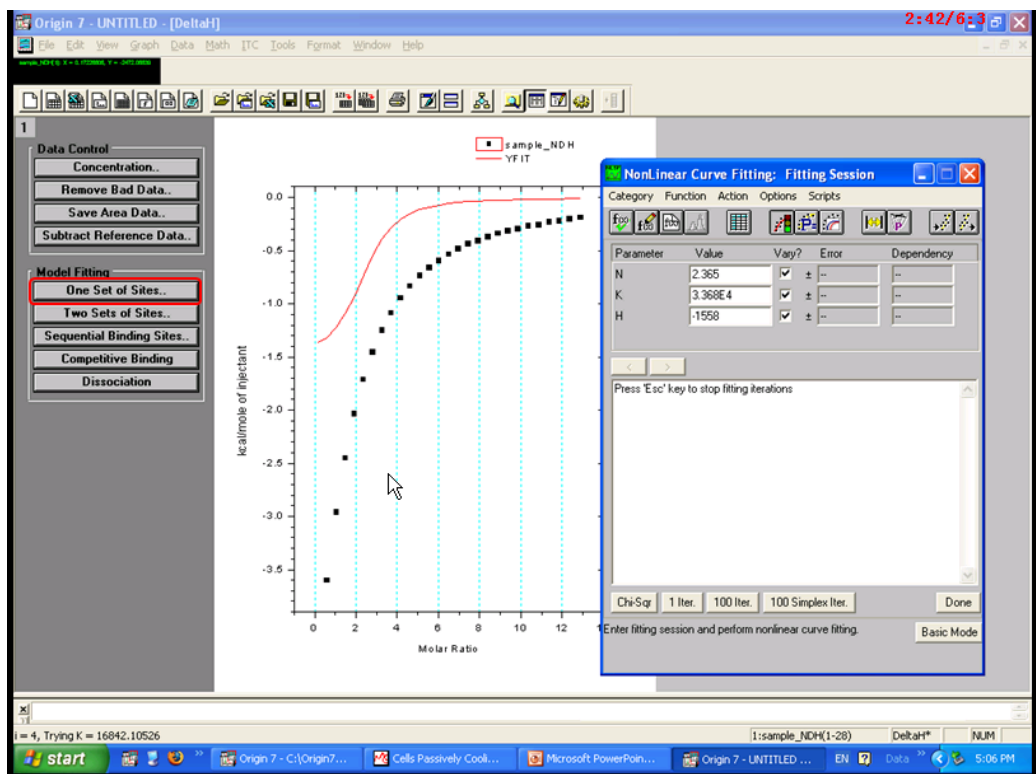 Origin 7 - UNTITLED - [DeltaH]
2:42/6:3
File Edit View Graph Data Math ITC Tools Format Window Help
1
Data Control
Concentration..
Remove Bad Data..
Save Area Data..
Subtract Reference Data..
Model Fitting
One Set of Sites..
Two Sets of Sites..
Sequential Binding Sites..
Competitive Binding
Dissociation
sample_NDH
YFIT
0.0
-0.5
-1.0
-1.5
-2.0
-2.5
-3.0
-3.5
kcal/mole of injectant
0 2 4 6 8 10 12
Molar Ratio
NonLinear Curve Fitting: Fitting Session
Category Function Action Options Scripts
Parameter Value Vary? Error Dependency
N 2.365 ± -- --
K 3.368E4 ± -- --
H -1558 ± -- --
< >
Press 'Esc' key to stop fitting iterations
Chi-Sqr 1 Iter. 100 Iter. 100 Simplex Iter. Done
Enter fitting session and perform nonlinear curve fitting. Basic Mode
i = 4, Trying K = 16842.10526
1:sample_NDH(1-28) DeltaH* NUM
start
Origin 7 - C:\Origin7...
Cells Passively Cooli...
Microsoft PowerPoin...
Origin 7 - UNTITLED ...
EN
Data
5:06 PM